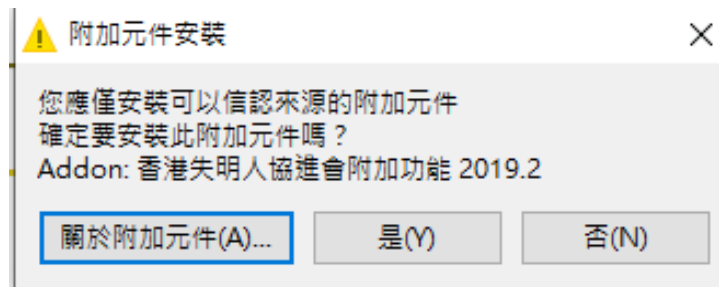 附加元件安裝
您應僅安裝可以信認來源的附加元件
確定要安裝此附加元件嗎？
Addon: 香港失明人協進會附加功能 2019.2
關於附加元件(A)... 是(Y) 否(N)